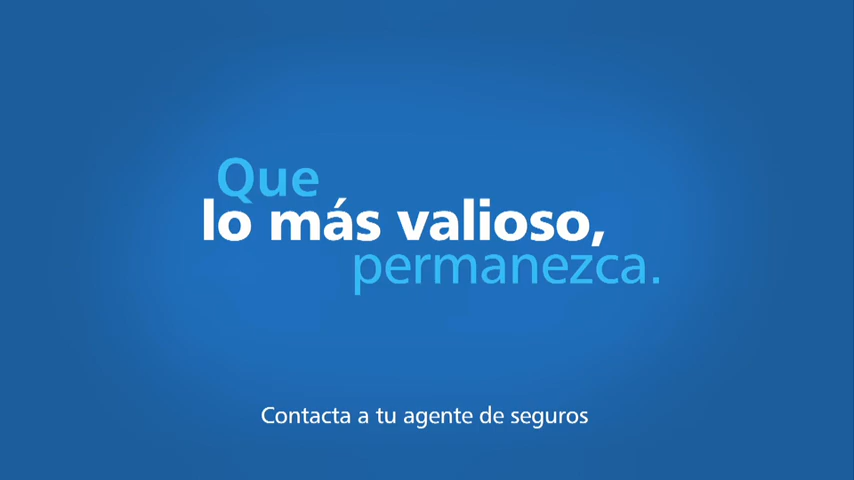 Que
lo más valioso,
permanezca.
Contacta a tu agente de seguros